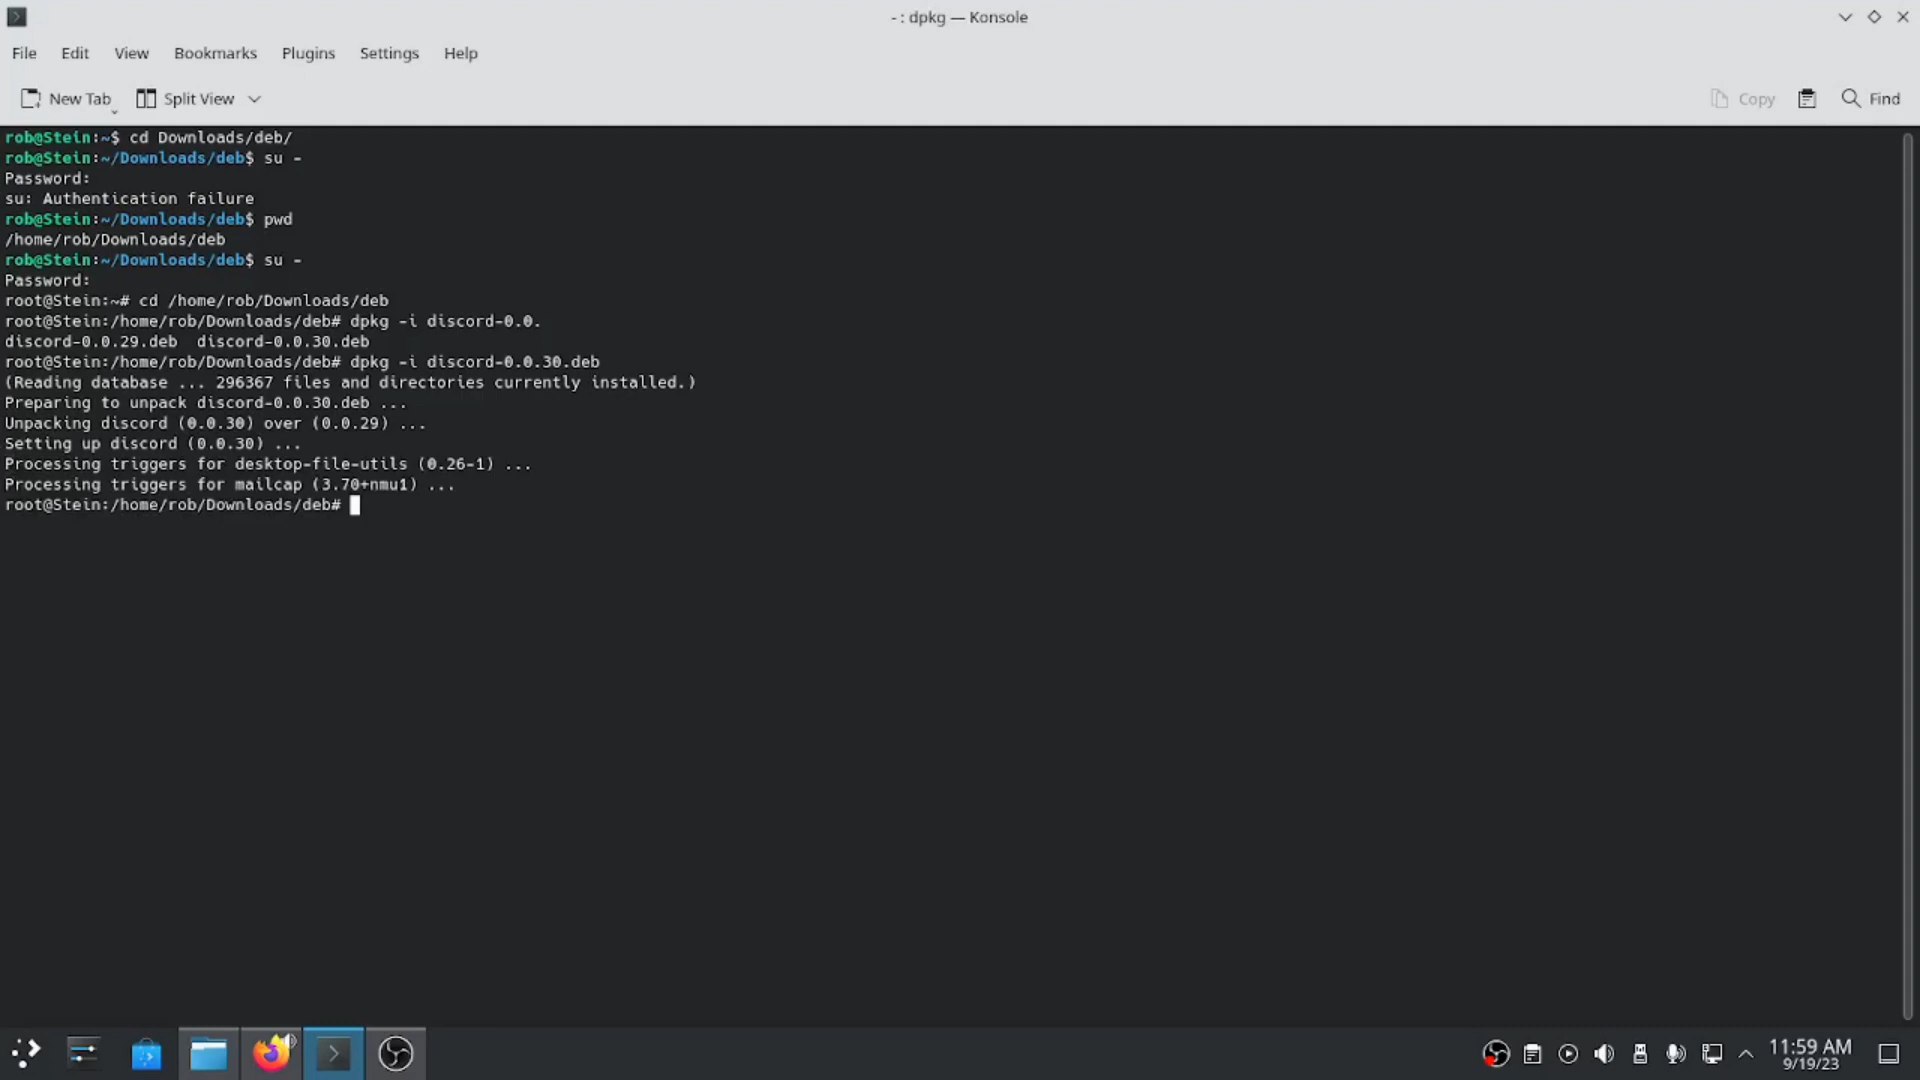 - : dpkg — Konsole
File Edit View Bookmarks Plugins Settings Help
New Tab Split View Copy Find
rob@Stein:~$ cd Downloads/deb/
rob@Stein:~/Downloads/deb$ su -
Password:
su: Authentication failure
rob@Stein:~/Downloads/deb$ pwd
/home/rob/Downloads/deb
rob@Stein:~/Downloads/deb$ su -
Password:
root@Stein:~# cd /home/rob/Downloads/deb
root@Stein:/home/rob/Downloads/deb# dpkg -i discord-0.0.
discord-0.0.29.deb  discord-0.0.30.deb
root@Stein:/home/rob/Downloads/deb# dpkg -i discord-0.0.30.deb
(Reading database ... 296367 files and directories currently installed.)
Preparing to unpack discord-0.0.30.deb ...
Unpacking discord (0.0.30) over (0.0.29) ...
Setting up discord (0.0.30) ...
Processing triggers for desktop-file-utils (0.26-1) ...
Processing triggers for mailcap (3.70+nmu1) ...
root@Stein:/home/rob/Downloads/deb#
11:59 AM
9/19/23